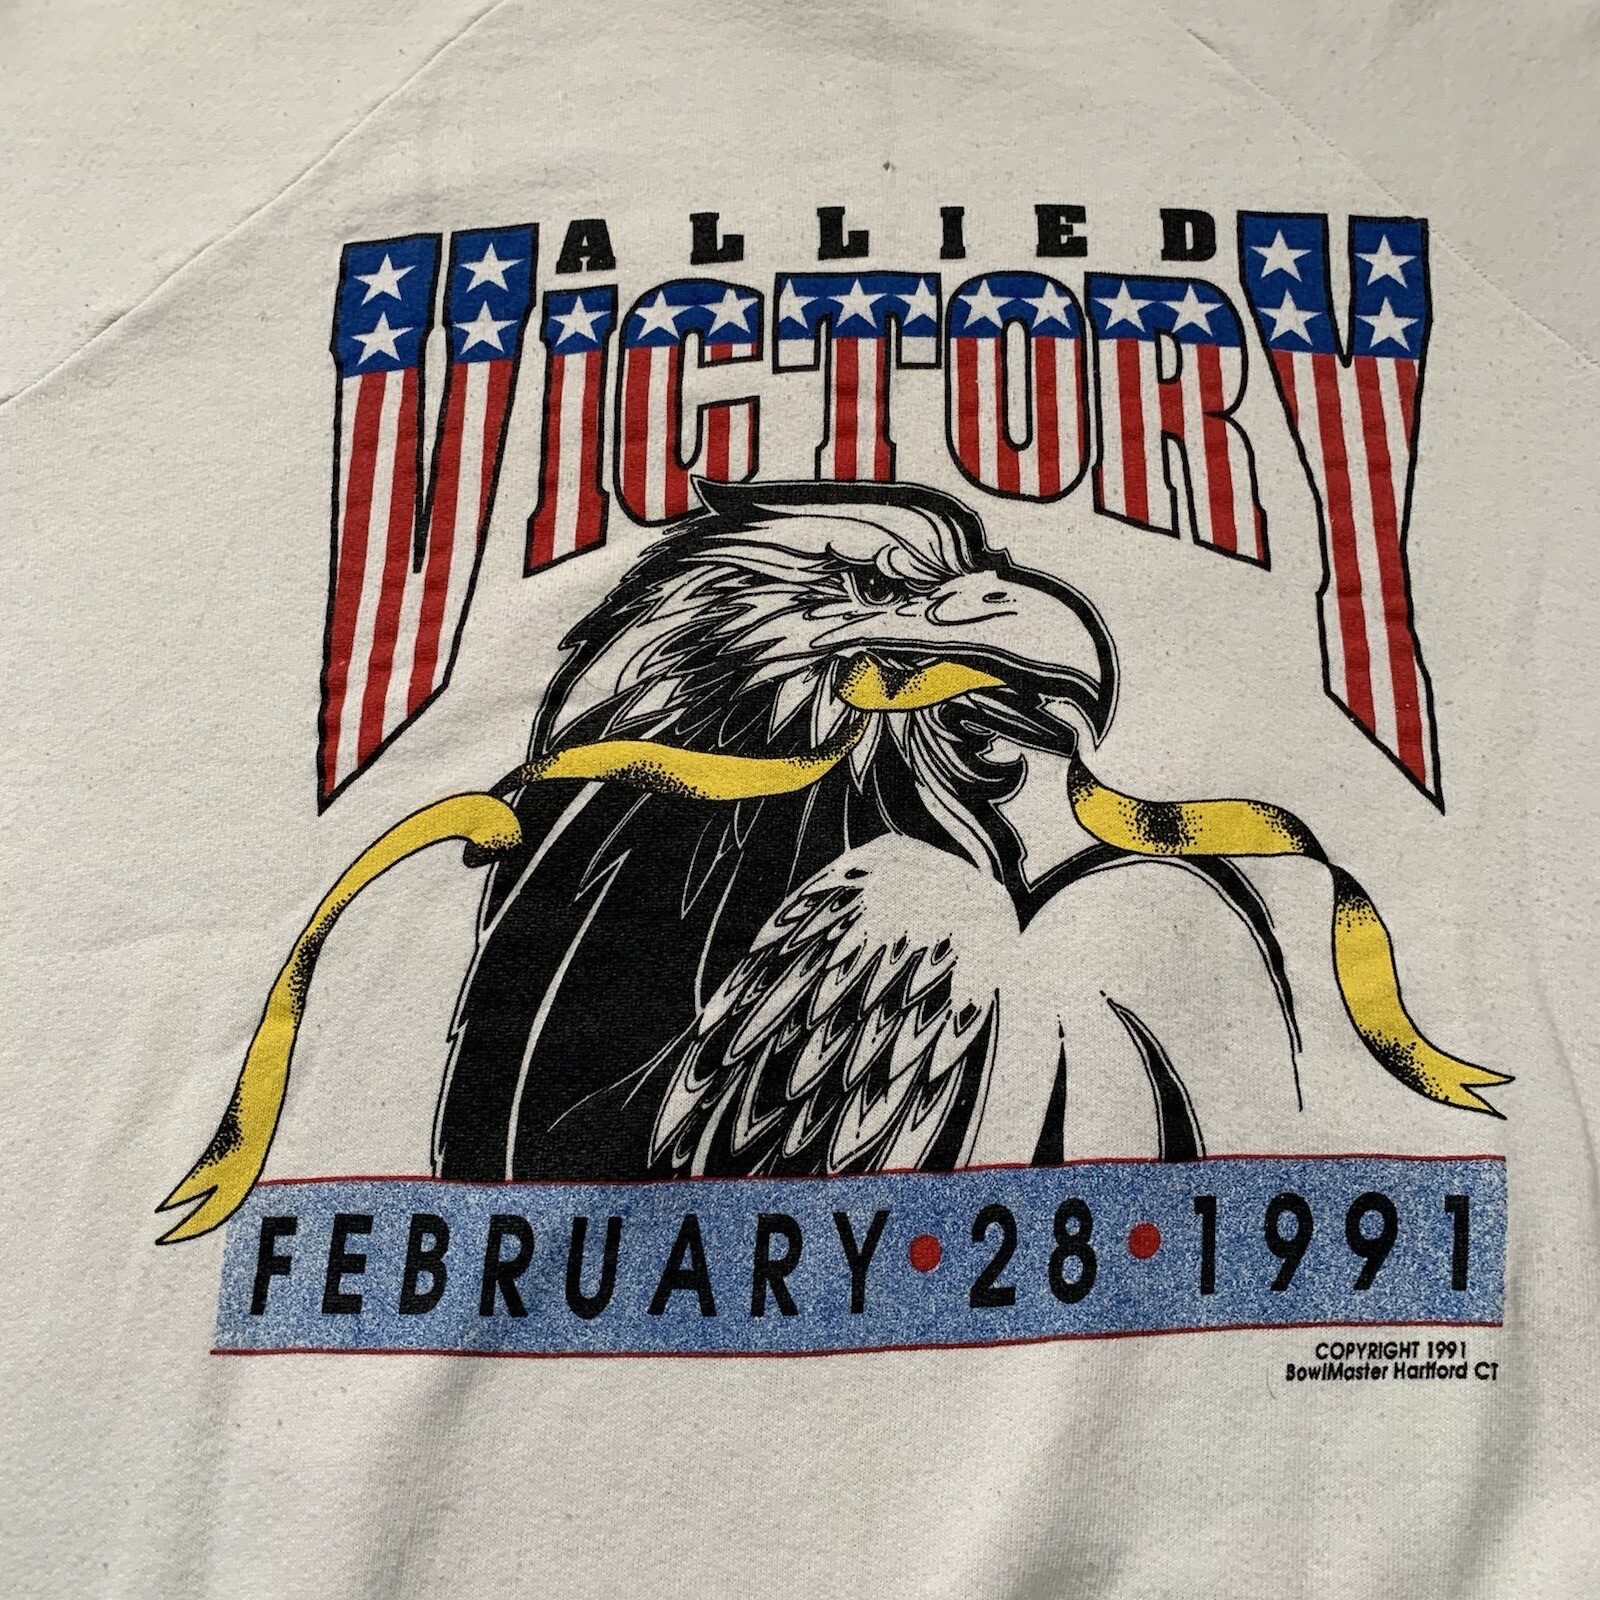 ALLIED
VICTORY
FEBRUARY • 28 • 1991
COPYRIGHT 1991
BowlMaster Hartford CT